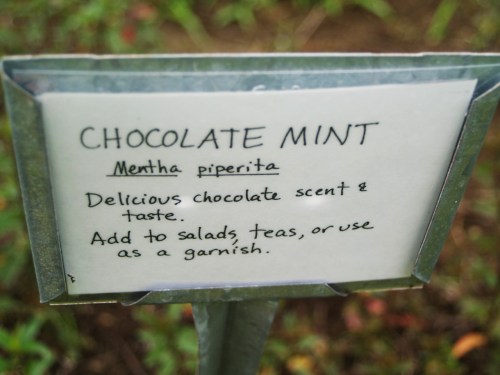 CHOCOLATE MINT
Mentha piperita
Delicious chocolate scent &
taste.
Add to salads, teas, or use
as a garnish.